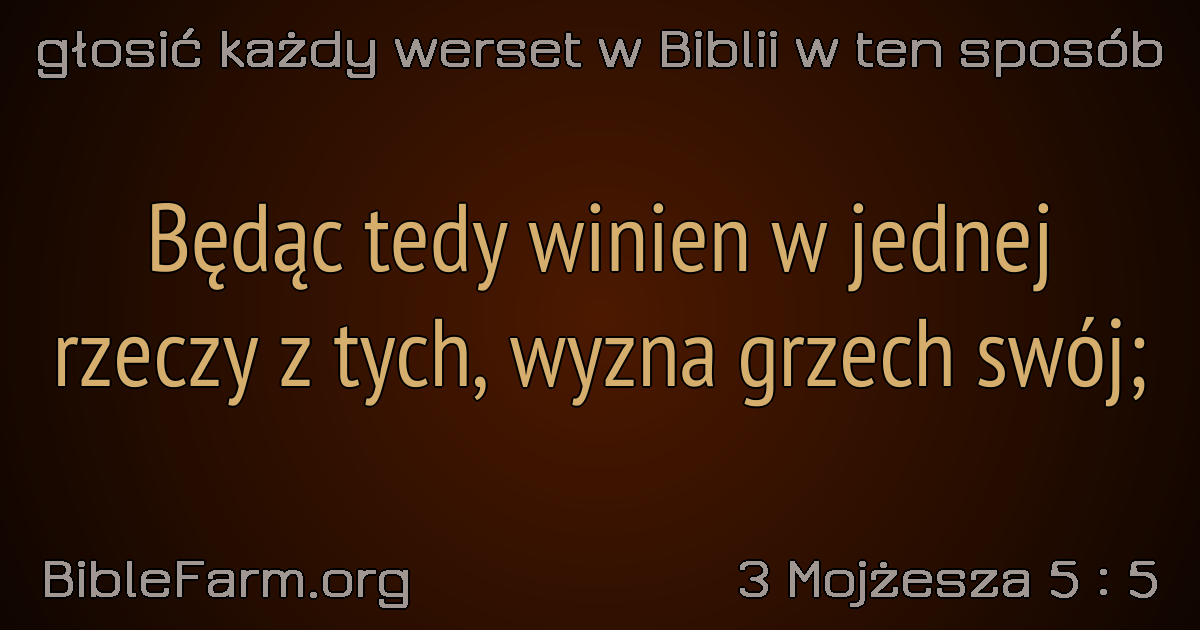 głosić każdy werset w Biblii w ten sposób
Będąc tedy winien w jednej
rzeczy z tych, wyzna grzech swój;
BibleFarm.org
3 Mojżesza 5 : 5